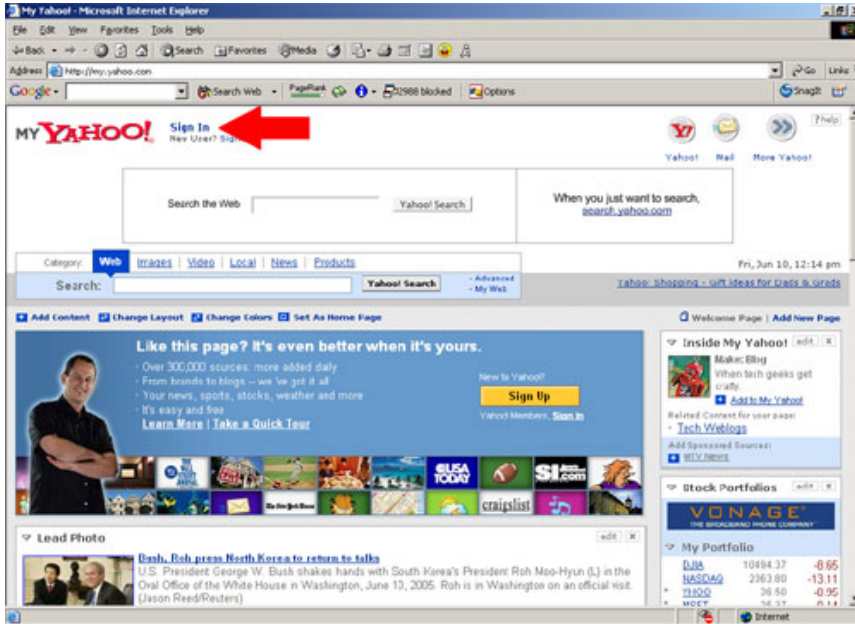 My Yahoo! - Microsoft Internet Explorer
File Edit View Favorites Tools Help
Back Search Favorites Media
Address http://my.yahoo.com Go Links
Google Search Web PageRank 32988 blocked Options SnagIt
MY YAHOO! Sign In
New User? Sign
Yahoo! Mail More Yahoo! Help
Search the Web Yahoo! Search
When you just want to search,
search.yahoo.com
Category: Web Images | Video | Local | News | Products
Fri, Jun 10, 12:14 pm
Search: Yahoo! Search - Advanced
- My Web
Yahoo! Shopping - Gift ideas for Dads & Grads
Add Content Change Layout Change Colors Set As Home Page
Welcome Page | Add New Page
Like this page? It's even better when it's yours.
· Over 300,000 sources: more added daily
· From brands to blogs -- we've got it all
· Your news, sports, stocks, weather and more
· It's easy and free
Learn More | Take a Quick Tour
New to Yahoo!?
Sign Up
Yahoo! Members, Sign In
USA TODAY
SI.com
The New York Times
craigslist
Inside My Yahoo! edit x
Make: Blog
When tech geeks get
crafty.
Add to My Yahoo!
Related Content for your page:
· Tech Weblogs
Add Sponsored Sources:
MTV News
Stock Portfolios edit x
VONAGE
THE BROADBAND PHONE COMPANY
My Portfolio
DJIA 10494.37 -8.65
NASDAQ 2063.80 -13.11
YHOO 36.50 -0.95
MSFT
Lead Photo edit x
Bush, Roh press North Korea to return to talks
U.S. President George W. Bush shakes hands with South Korea's President Roh Moo-Hyun (L) in the
Oval Office of the White House in Washington, June 10, 2005. Roh is in Washington on an official visit.
(Jason Reed/Reuters)
Internet